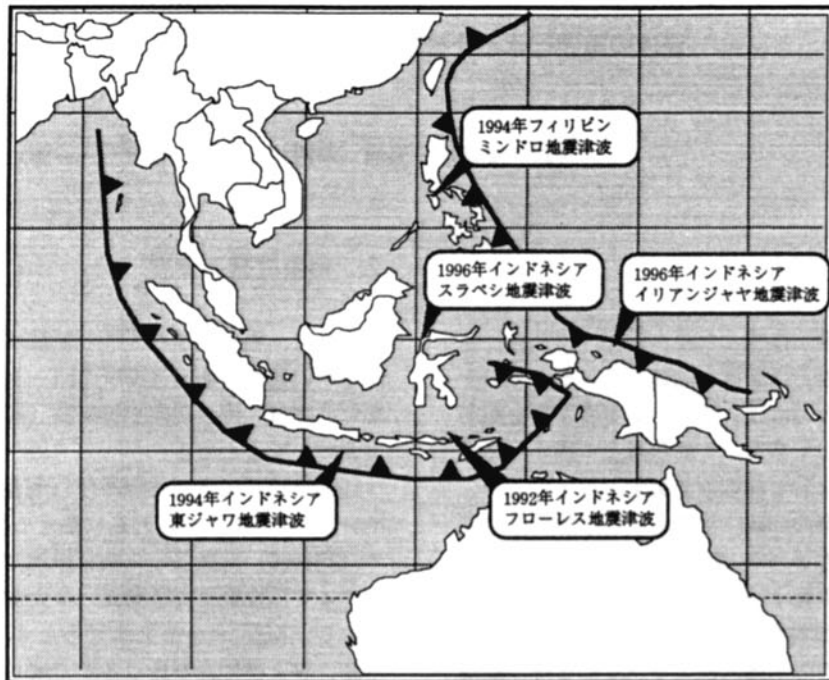 1994年フィリピン
ミンドロ地震津波
1996年インドネシア
スラベシ地震津波
1996年インドネシア
イリアンジャヤ地震津波
1994年インドネシア
東ジャワ地震津波
1992年インドネシア
フローレス地震津波